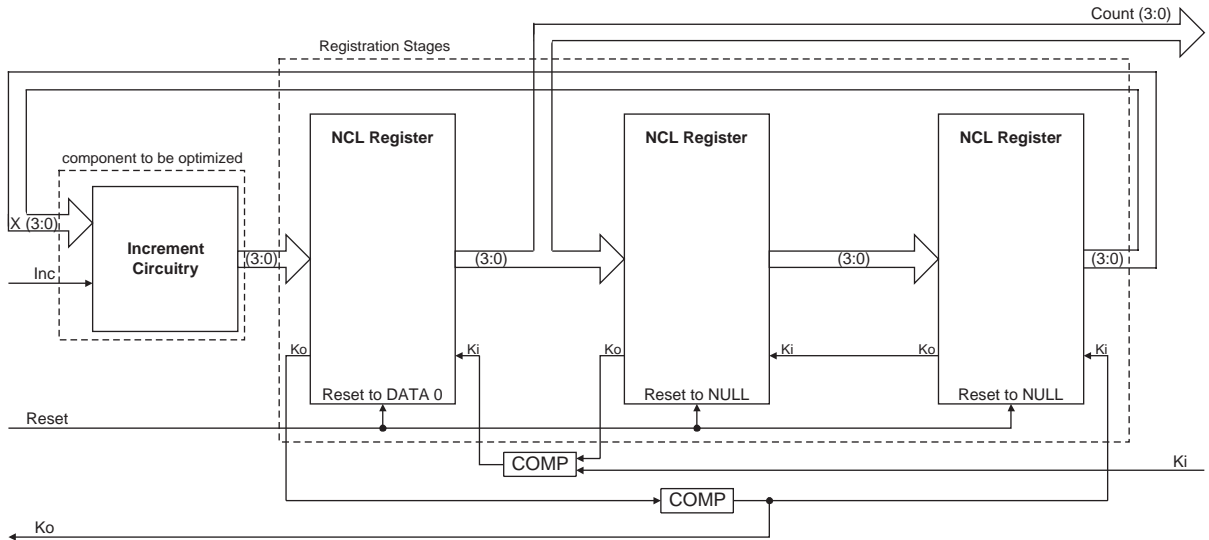 Count (3:0)
Registration Stages
NCL Register
NCL Register
NCL Register
component to be optimized
X (3:0)
Increment
Circuitry
(3:0)
(3:0)
(3:0)
(3:0)
Inc
Ko
Ki
Ko
Ki
Ko
Ki
Reset to DATA 0
Reset to NULL
Reset to NULL
Reset
COMP
Ki
COMP
Ko